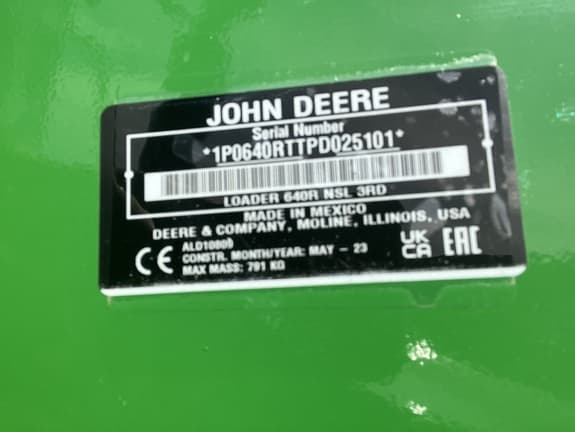 JOHN DEERE
Serial Number
*1P0640RTTPD025101*
LOADER 640R NSL 3RD
MADE IN MEXICO
DEERE & COMPANY, MOLINE, ILLINOIS, USA
CONSTR. MONTH/YEAR: MAY - 23
MAX MASS: 791 KG
CE
UK
CA
EAC